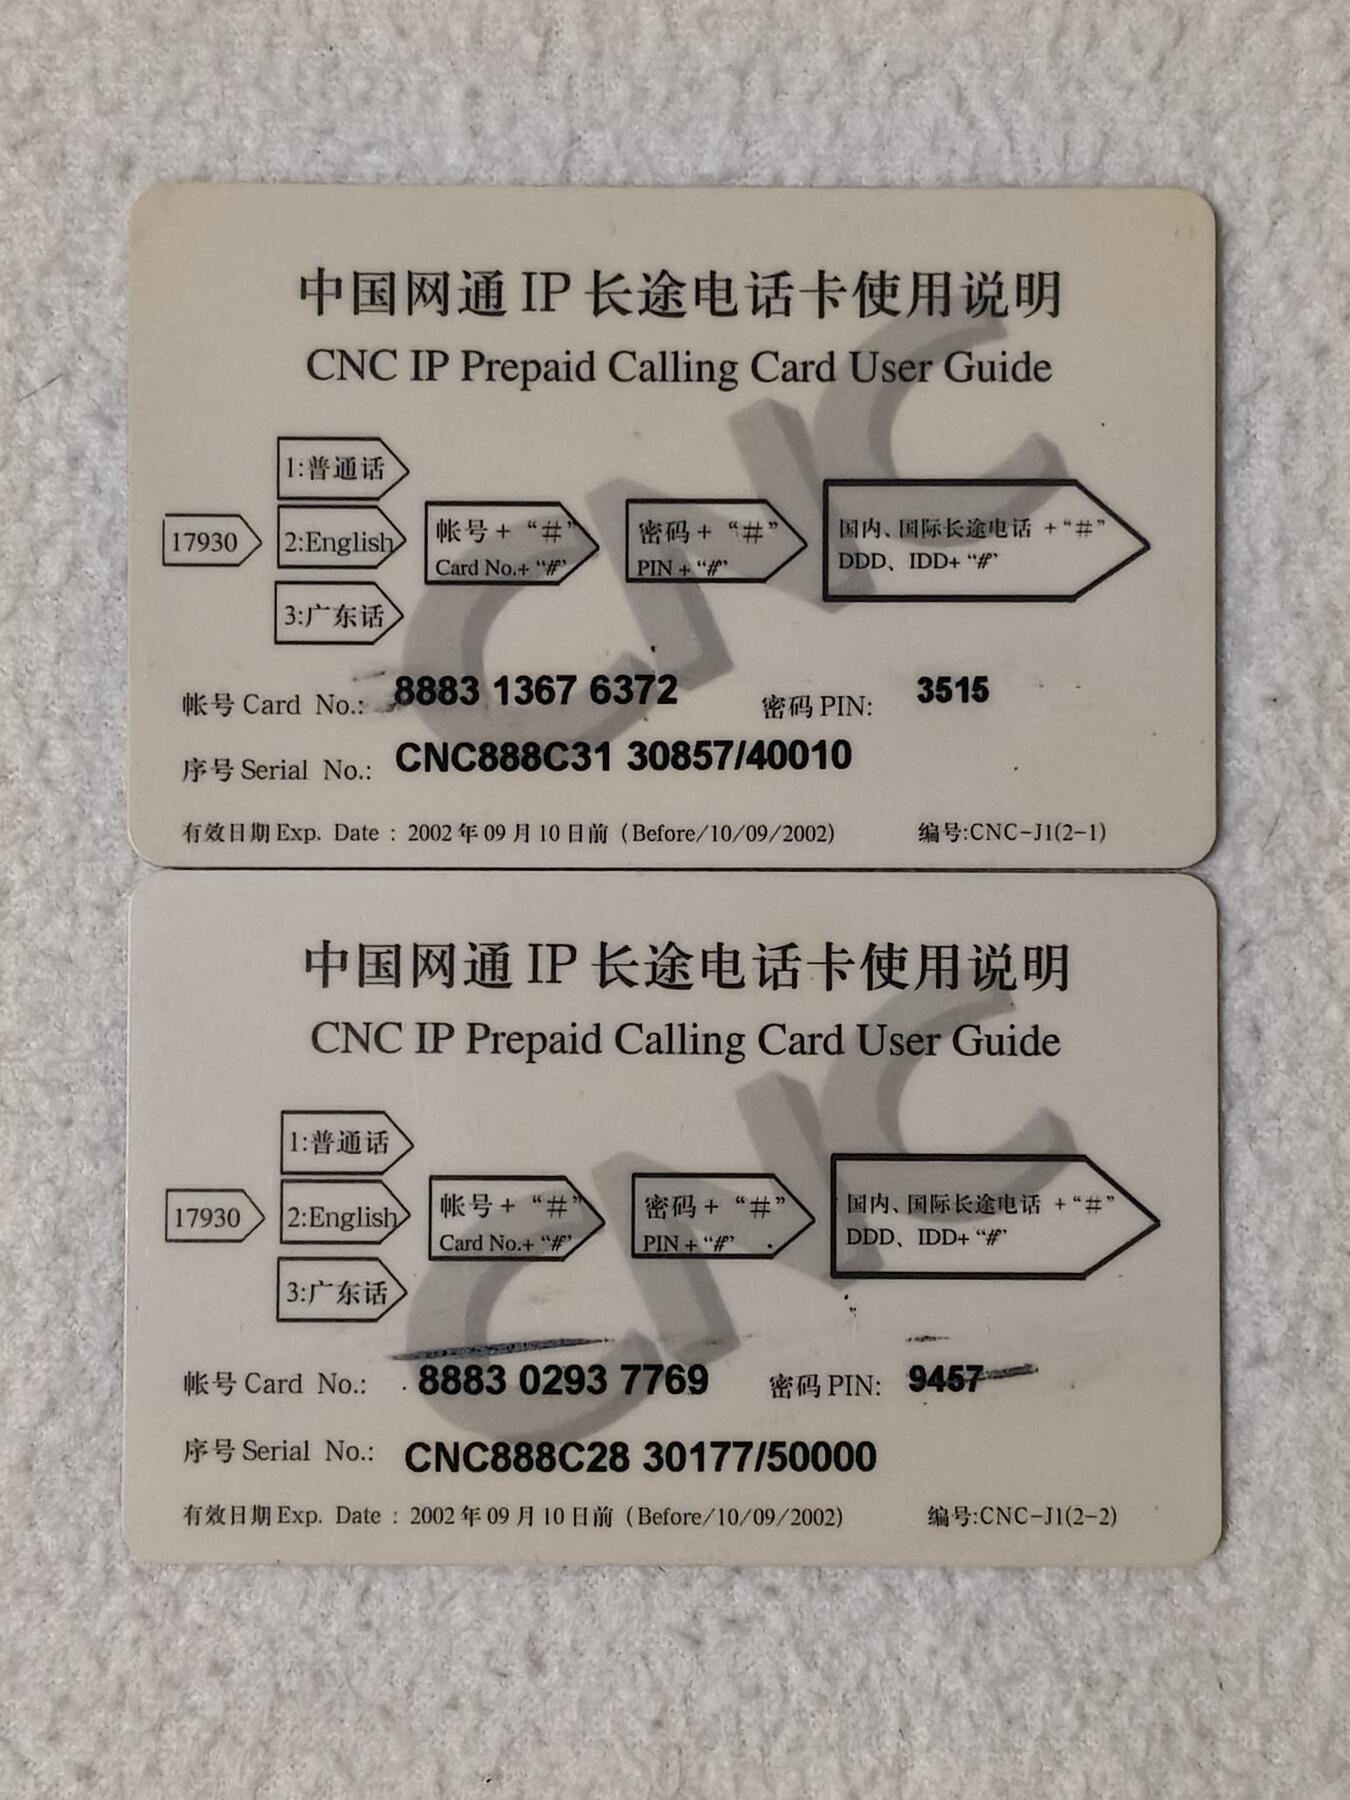 中国网通 IP 长途电话卡使用说明
CNC IP Prepaid Calling Card User Guide
17930
1:普通话
2:English
3:广东话
帐号 + “#”
Card No.+ “#”
密码 + “#”
PIN + “#”
国内、国际长途电话 + “#”
DDD、IDD+ “#”
帐号 Card No.: 8883 1367 6372 密码 PIN: 3515
序号 Serial No.: CNC888C31 30857/40010
有效日期 Exp. Date : 2002 年 09 月 10 日前 (Before/10/09/2002) 编号:CNC-J1(2-1)
中国网通 IP 长途电话卡使用说明
CNC IP Prepaid Calling Card User Guide
17930
1:普通话
2:English
3:广东话
帐号 + “#”
Card No.+ “#”
密码 + “#”
PIN + “#”
国内、国际长途电话 + “#”
DDD、IDD+ “#”
帐号 Card No.: 8883 0293 7769 密码 PIN: 9457
序号 Serial No.: CNC888C28 30177/50000
有效日期 Exp. Date : 2002 年 09 月 10 日前 (Before/10/09/2002) 编号:CNC-J1(2-2)
CNC
CNC